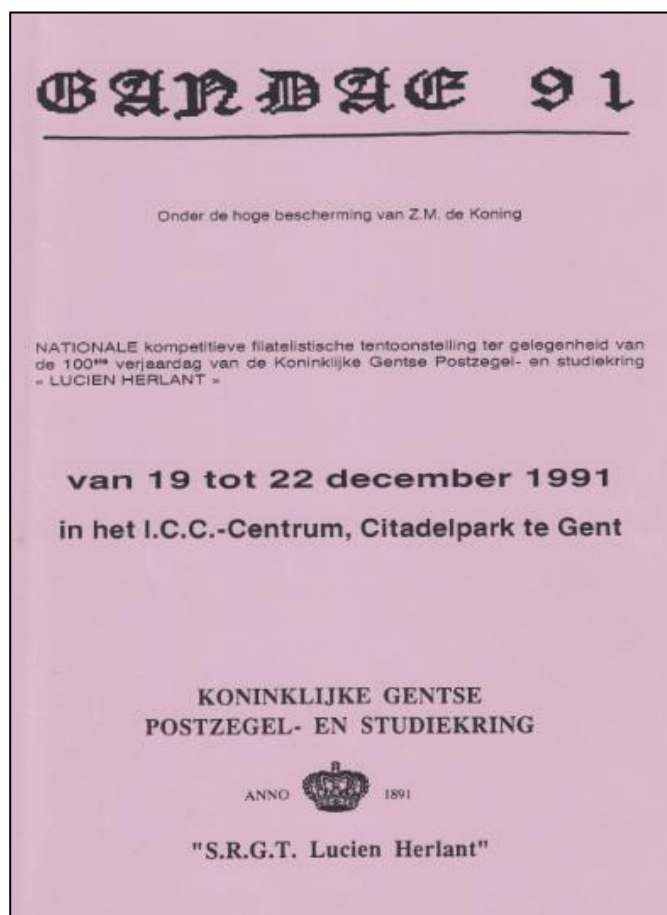 GANDAE 91
Onder de hoge bescherming van Z.M. de Koning
NATIONALE kompetitieve filatelistische tentoonstelling ter gelegenheid van
de 100ste verjaardag van de Koninklijke Gentse Postzegel- en studiekring
« LUCIEN HERLANT »
van 19 tot 22 december 1991
in het I.C.C.-Centrum, Citadelpark te Gent
KONINKLIJKE GENTSE
POSTZEGEL- EN STUDIEKRING
ANNO 1891
"S.R.G.T. Lucien Herlant"